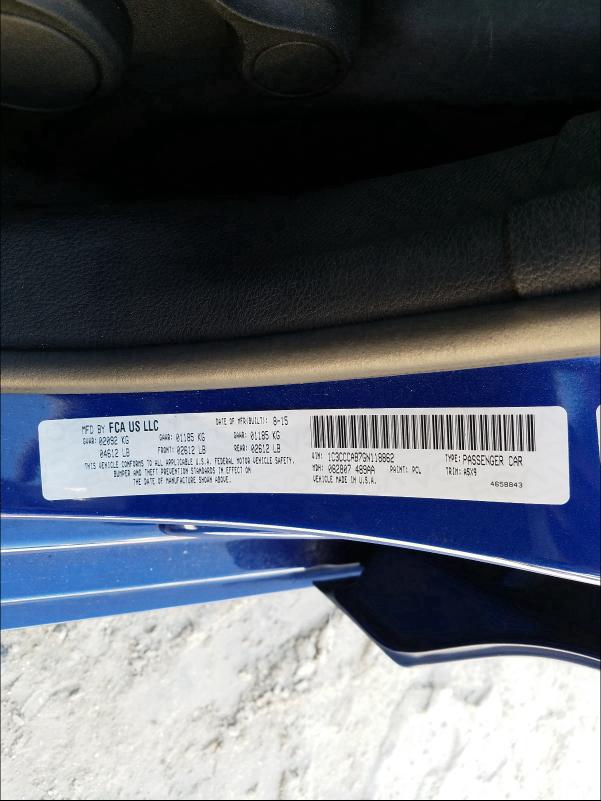 MFD BY FCA US LLC DATE OF MFR(BUILT): 8-15
GVWR: 02092 KG GAWR: 01185 KG GAWR: 01185 KG
04612 LB FRONT: 02612 LB REAR: 02612 LB
THIS VEHICLE CONFORMS TO ALL APPLICABLE U.S.A. FEDERAL MOTOR VEHICLE SAFETY,
BUMPER AND THEFT PREVENTION STANDARDS IN EFFECT ON
THE DATE OF MANUFACTURE SHOWN ABOVE.
VIN: 1C3CCCAB7GN118862 TYPE: PASSENGER CAR
MDH: 082807 489AA PAINT: PCL TRIM: A5X9
VEHICLE MADE IN U.S.A. 4658843